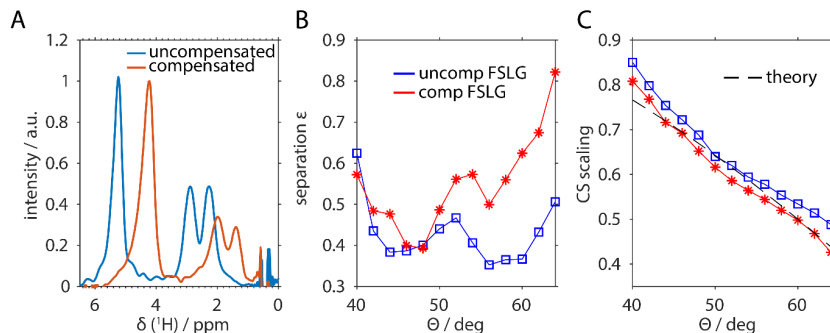 A
1.2
1
0.8
0.6
0.4
0.2
0
6
4
2
0
intensity / a.u.
δ (¹H) / ppm
uncompensated
compensated
B
0.9
0.8
0.7
0.6
0.5
0.4
0.3
40
50
60
separation ε
Θ / deg
uncomp FSLG
comp FSLG
C
0.9
0.8
0.7
0.6
0.5
0.4
40
50
60
CS scaling
Θ / deg
theory